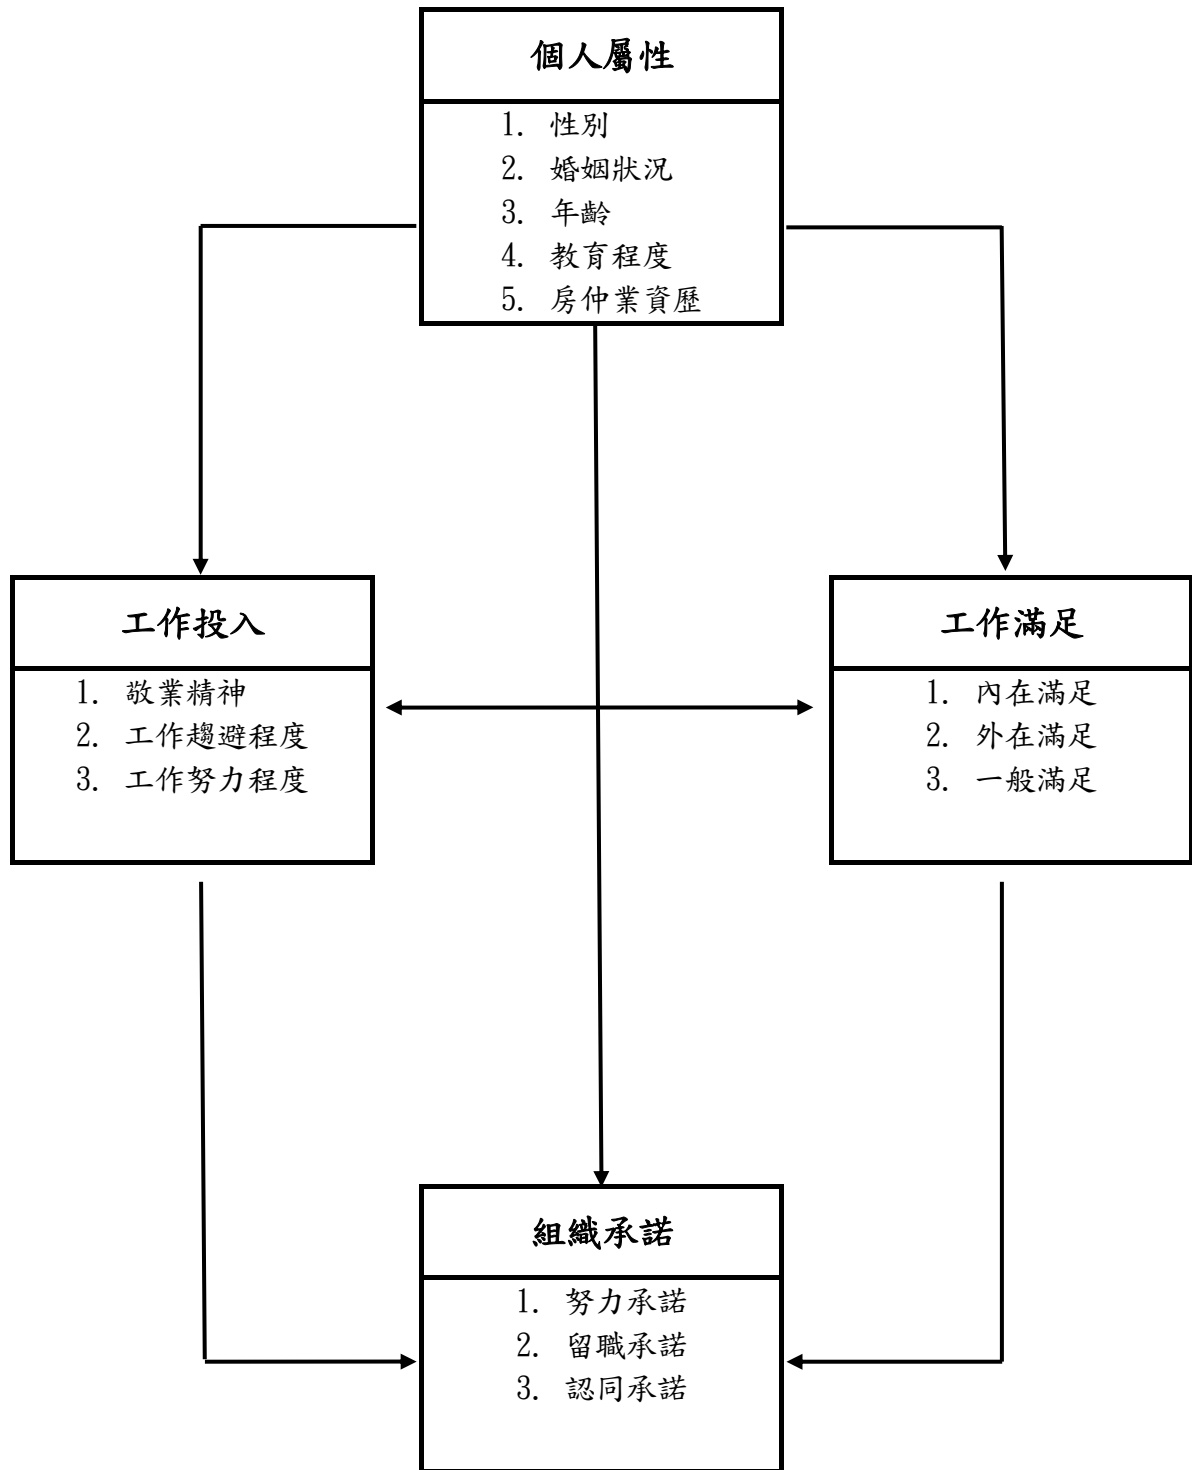 個人屬性
1. 性別
2. 婚姻狀況
3. 年齡
4. 教育程度
5. 房仲業資歷
工作投入
1. 敬業精神
2. 工作趨避程度
3. 工作努力程度
工作滿足
1. 內在滿足
2. 外在滿足
3. 一般滿足
組織承諾
1. 努力承諾
2. 留職承諾
3. 認同承諾